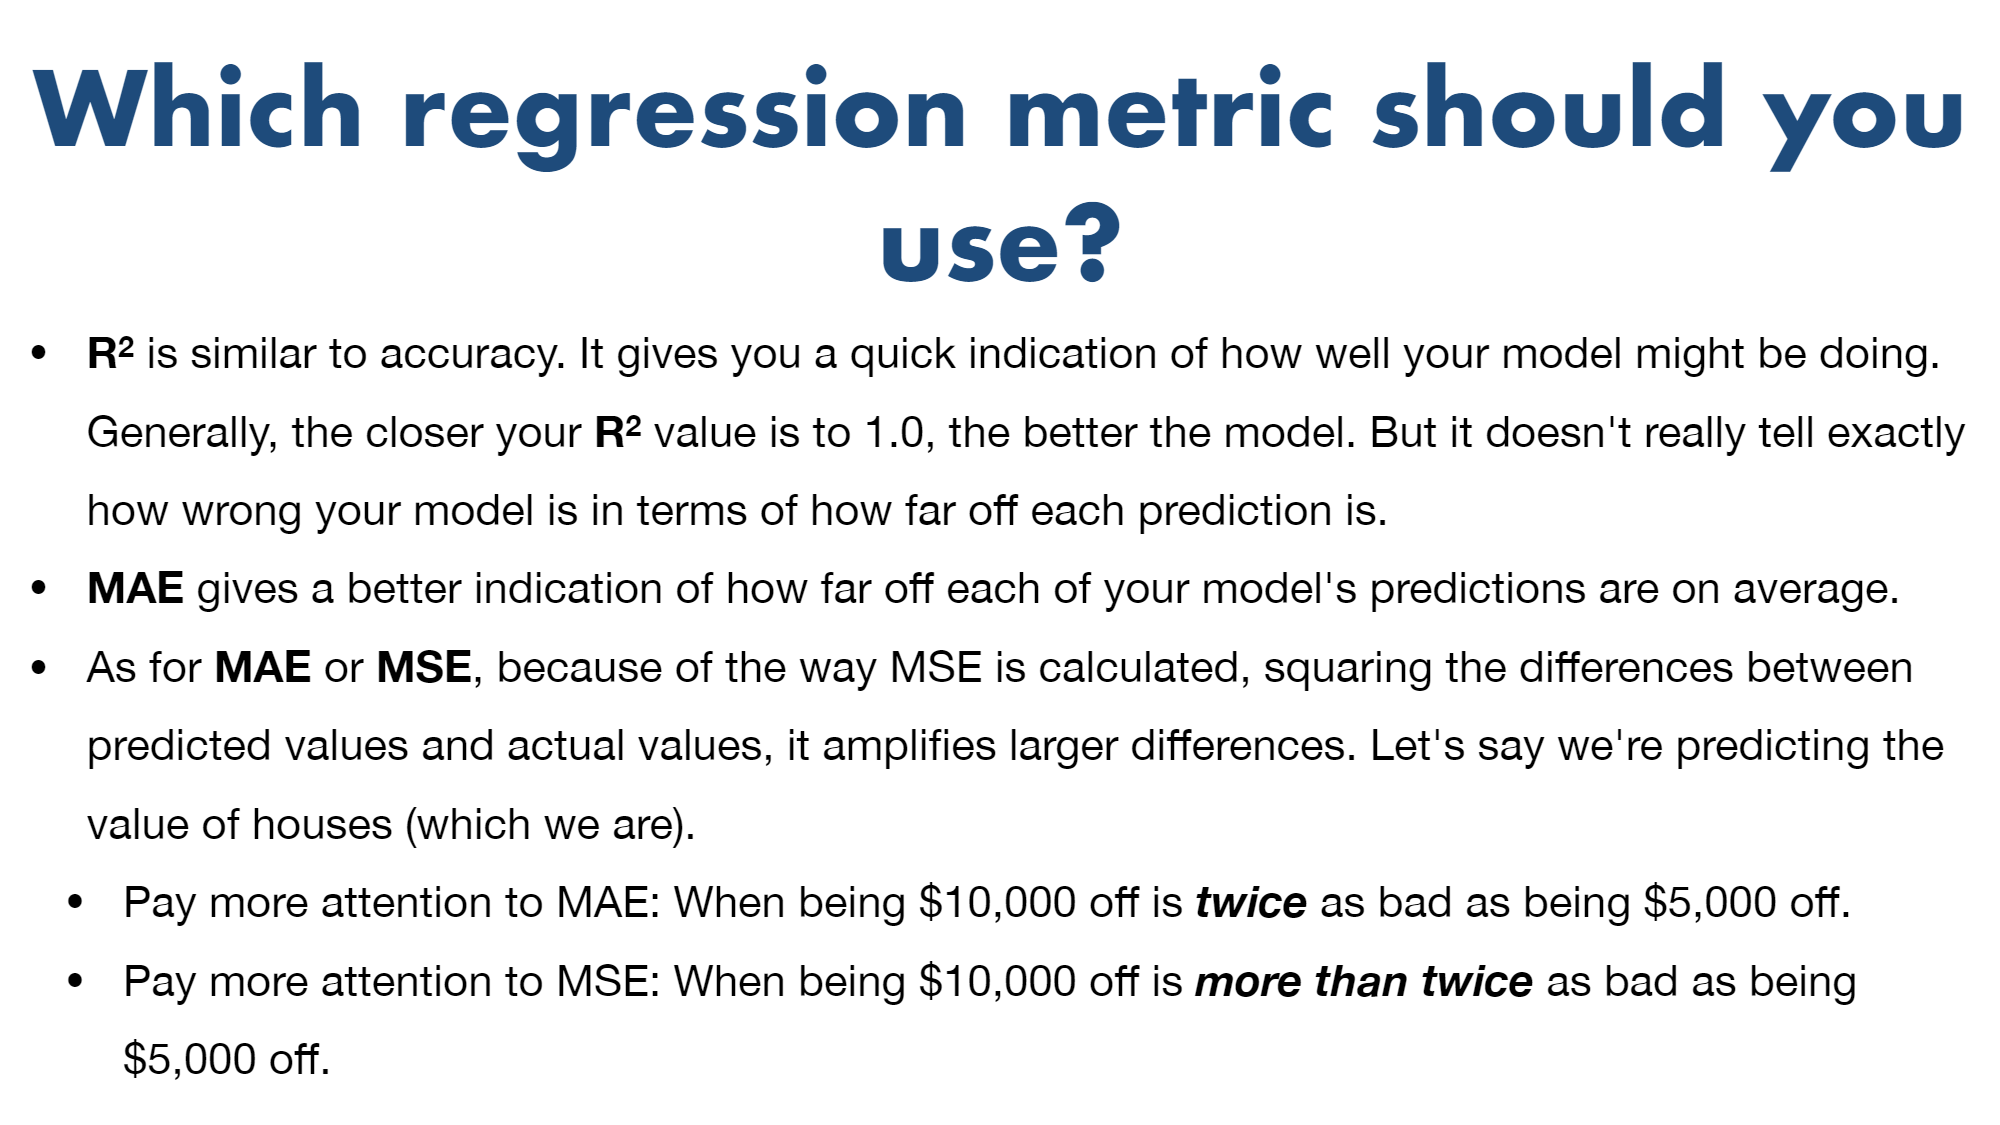 Which regression metric should you
use?
• R² is similar to accuracy. It gives you a quick indication of how well your model might be doing.
Generally, the closer your R² value is to 1.0, the better the model. But it doesn't really tell exactly
how wrong your model is in terms of how far off each prediction is.
• MAE gives a better indication of how far off each of your model's predictions are on average.
• As for MAE or MSE, because of the way MSE is calculated, squaring the differences between
predicted values and actual values, it amplifies larger differences. Let's say we're predicting the
value of houses (which we are).
• Pay more attention to MAE: When being $10,000 off is twice as bad as being $5,000 off.
• Pay more attention to MSE: When being $10,000 off is more than twice as bad as being
$5,000 off.